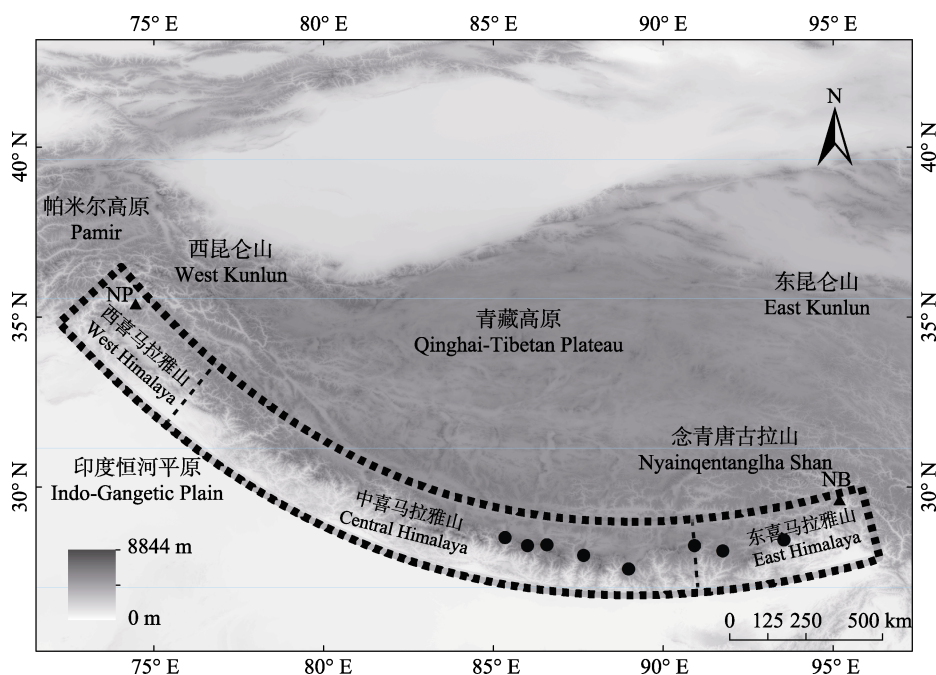 75° E 80° E 85° E 90° E 95° E
N
40° N
40° N
帕米尔高原
Pamir
西昆仑山
West Kunlun
东昆仑山
East Kunlun
NP
35° N
35° N
西喜马拉雅山
West Himalaya
青藏高原
Qinghai-Tibetan Plateau
念青唐古拉山
Nyainqentanglha Shan
NB
印度恒河平原
Indo-Gangetic Plain
30° N
30° N
中喜马拉雅山
Central Himalaya
东喜马拉雅山
East Himalaya
8844 m
0 m
0 125 250 500 km
75° E 80° E 85° E 90° E 95° E